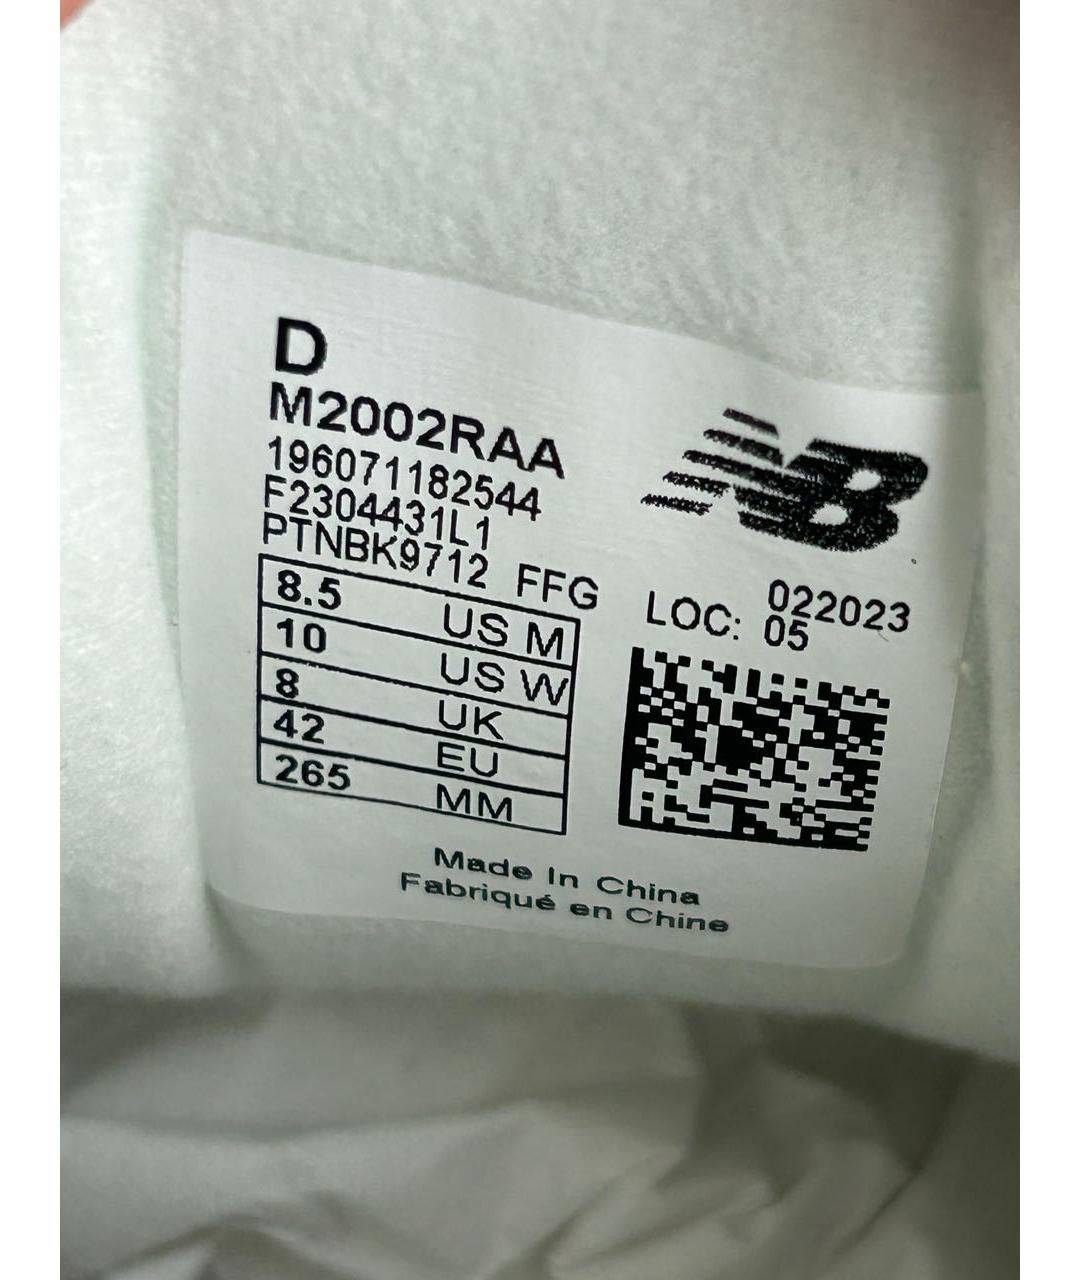 D
M2002RAA
196071182544
F2304431L1
PTNBK9712 FFG
8.5 US M
10 US W
8 UK
42 EU
265 MM
NB
022023
LOC: 05
Made In China
Fabriqué en Chine